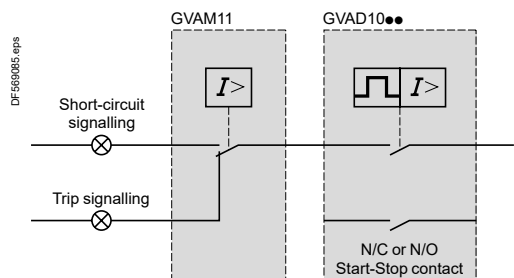 GVAM11
GVAD10●●
DF569085.eps
I>
I>
Short-circuit
signalling
Trip signalling
N/C or N/O
Start-Stop contact